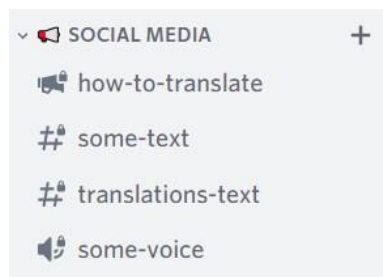 SOCIAL MEDIA
how-to-translate
some-text
translations-text
some-voice